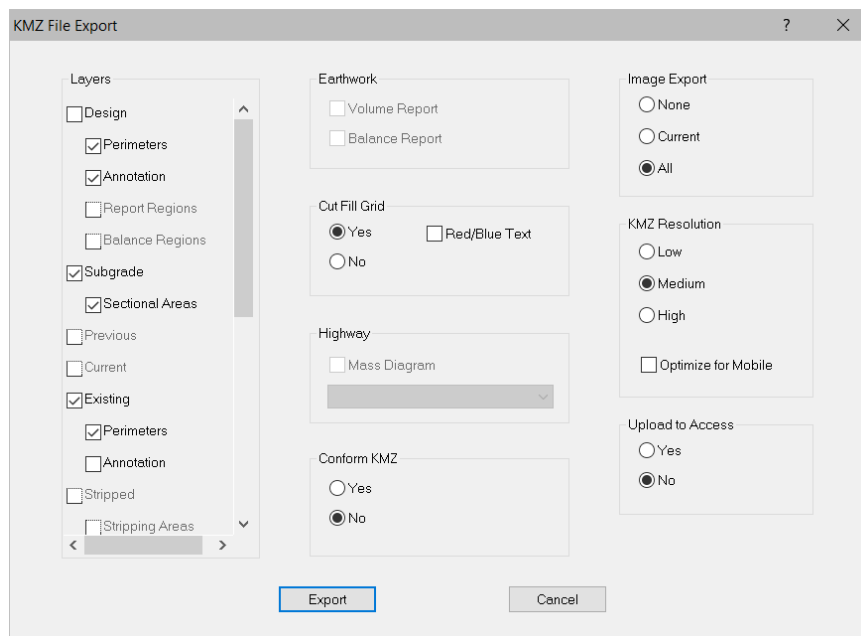 KMZ File Export
?
Layers
Design
Perimeters
Annotation
Report Regions
Balance Regions
Subgrade
Sectional Areas
Previous
Current
Existing
Perimeters
Annotation
Stripped
Stripping Areas
Earthwork
Volume Report
Balance Report
Cut Fill Grid
Yes
Red/Blue Text
No
Highway
Mass Diagram
Conform KMZ
Yes
No
Image Export
None
Current
All
KMZ Resolution
Low
Medium
High
Optimize for Mobile
Upload to Access
Yes
No
Export
Cancel